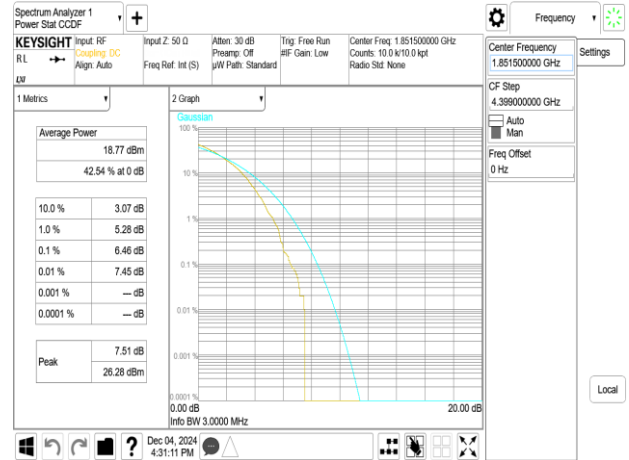 Spectrum Analyzer 1
Power Stat CCDF
Frequency
KEYSIGHT
RL
LXI
Input: RF
Coupling: DC
Align: Auto
Input Z: 50 Ω
Freq Ref: Int (S)
Atten: 30 dB
Preamp: Off
µW Path: Standard
Trig: Free Run
#IF Gain: Low
Center Freq: 1.851500000 GHz
Counts: 10.0 k/10.0 kpt
Radio Std: None
Center Frequency
1.851500000 GHz
Settings
CF Step
4.399000000 GHz
Auto
Man
Freq Offset
0 Hz
1 Metrics
Average Power
18.77 dBm
42.54 % at 0 dB
10.0 % 3.07 dB
1.0 % 5.28 dB
0.1 % 6.46 dB
0.01 % 7.45 dB
0.001 % --- dB
0.0001 % --- dB
Peak
7.51 dB
26.28 dBm
2 Graph
Gaussian
100 %
10 %
1 %
0.1 %
0.01 %
0.001 %
0.0001 %
0.00 dB 20.00 dB
Info BW 3.0000 MHz
Local
?
Dec 04, 2024
4:31:11 PM